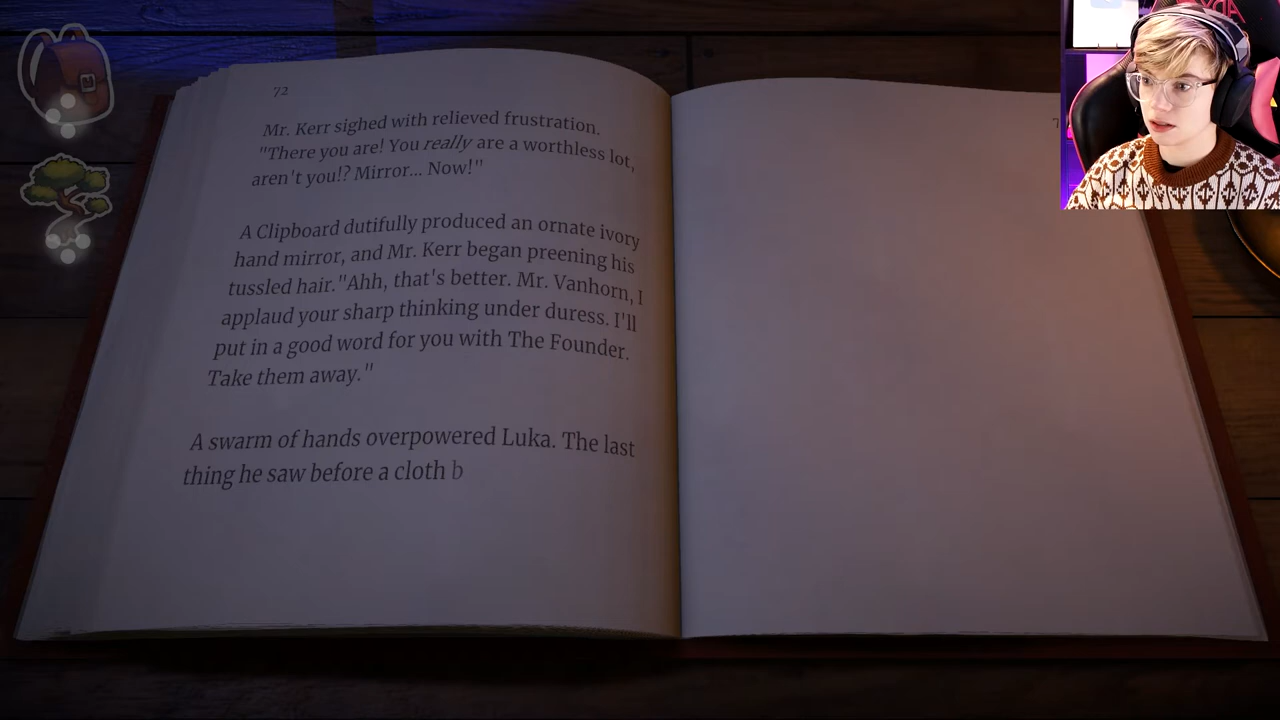 72
Mr. Kerr sighed with relieved frustration.
"There you are! You really are a worthless lot,
aren't you!? Mirror... Now!"
A Clipboard dutifully produced an ornate ivory
hand mirror, and Mr. Kerr began preening his
tussled hair."Ahh, that's better. Mr. Vanhorn, I
applaud your sharp thinking under duress. I'll
put in a good word for you with The Founder.
Take them away."
A swarm of hands overpowered Luka. The last
thing he saw before a cloth b